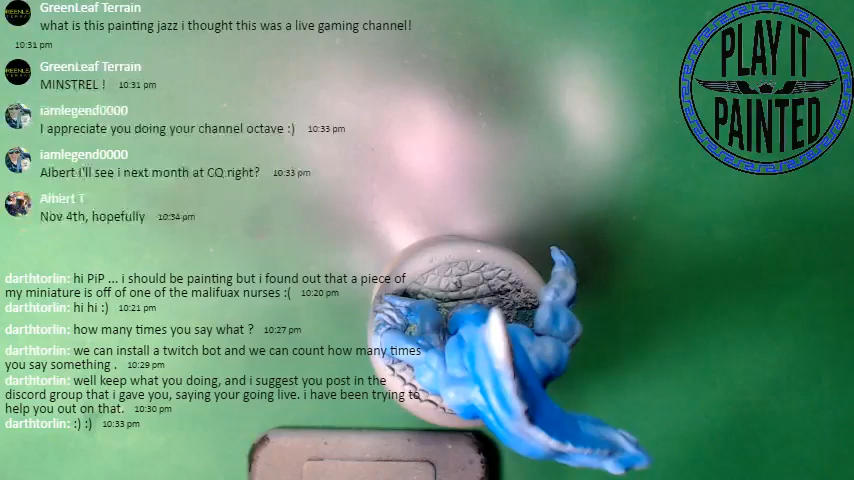 GreenLeaf Terrain
what is this painting jazz i thought this was a live gaming channel!
10:31 pm
GreenLeaf Terrain
MINSTREL ! 10:31 pm
iamlegend0000
I appreciate you doing your channel octave :) 10:33 pm
iamlegend0000
Albert i'll see i next month at CQ right? 10:33 pm
Albert T
Nov 4th, hopefully 10:34 pm
darthtorlin: hi PiP ... i should be painting but i found out that a piece of
my miniature is off of one of the malifuax nurses :( 10:20 pm
darthtorlin: hi hi :) 10:21 pm
darthtorlin: how many times you say what ? 10:27 pm
darthtorlin: we can install a twitch bot and we can count how many times
you say something . 10:29 pm
darthtorlin: well keep what you doing, and i suggest you post in the
discord group that i gave you, saying your going live. i have been trying to
help you out on that. 10:30 pm
darthtorlin: :) :) 10:33 pm
PLAY IT
PAINTED